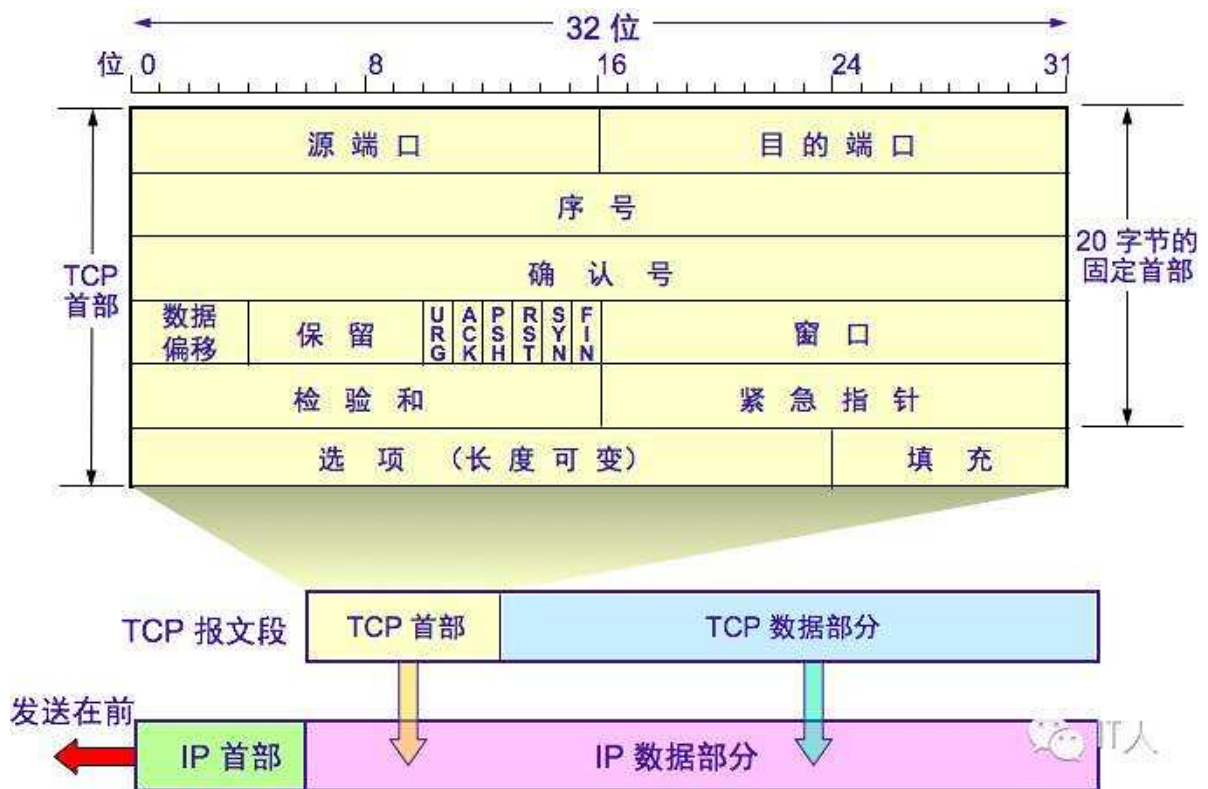 32 位
位 0 8 16 24 31
源 端 口 目 的 端 口
序 号
确 认 号
TCP
首部
20 字节的
固定首部
数据
偏移
保 留
URG
ACK
PSH
RST
SYN
FIN
窗 口
检 验 和 紧 急 指 针
选 项 （长 度 可 变） 填 充
TCP 报文段 TCP 首部 TCP 数据部分
发送在前
IP 首部 IP 数据部分
IT人